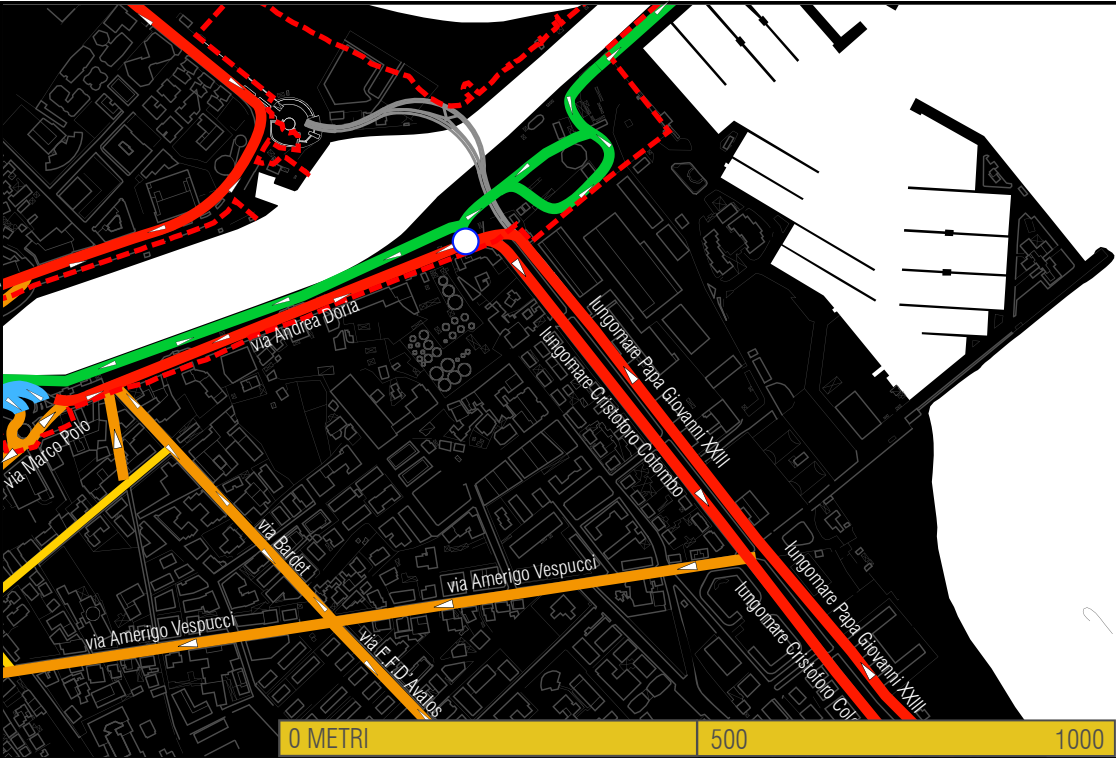 via Andrea Doria
lungomare Papa Giovanni XXIII
lungomare Cristoforo Colombo
via Marco Polo
via Bardet
via Amerigo Vespucci
via Amerigo Vespucci
via F.F.D'Avalos
lungomare Papa Giovanni XXIII
lungomare Cristoforo Col
0 METRI 500 1000